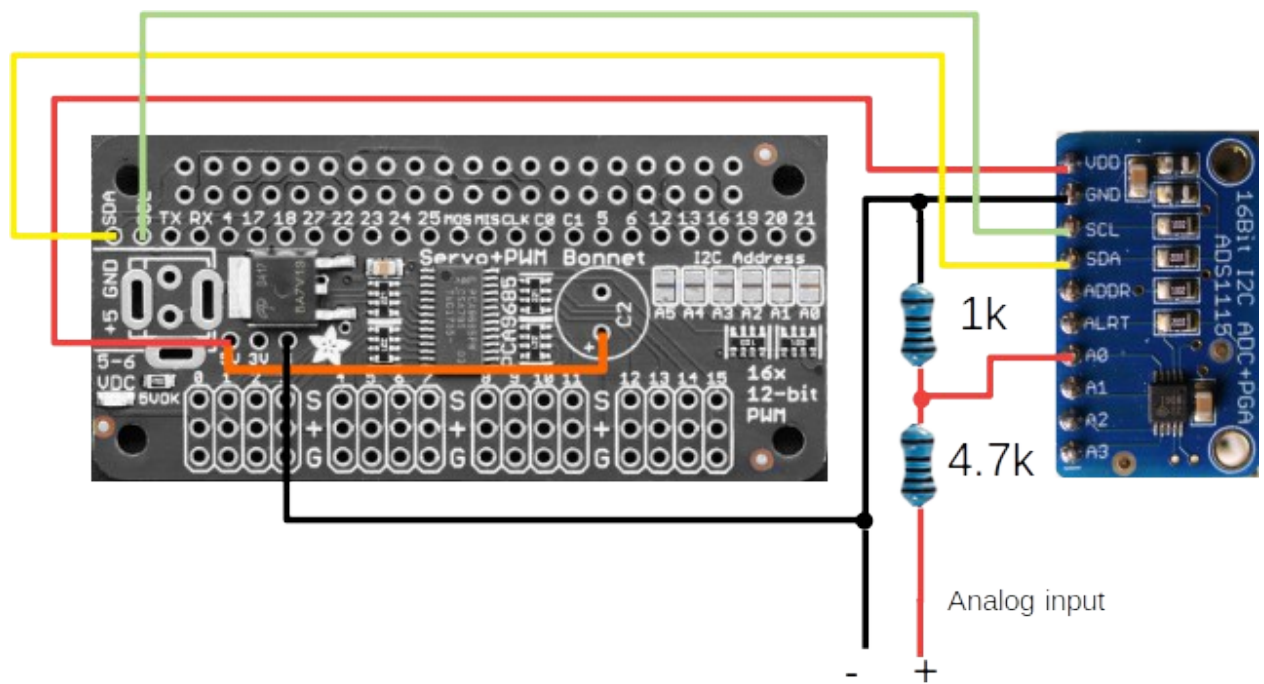 SDA
SCL
TX RX 4 17 18 27 22 23 24 25 MOS MIS CLK C0 C1 5 6 12 13 16 19 20 21
Servo+PWM Bonnet
I2C Address
A5 A4 A3 A2 A1 A0
+5 GND
5V 3V
PCA9685
C2
+
5-6
VDC
5VOK
0 1 2 3 4 5 6 7 8 9 10 11 12 13 14 15
S S S
+ + +
G G G
16x
12-bit
PWM
VDD
GND
SCL
SDA
ADDR
ALRT
A0
A1
A2
A3
16Bit I2C ADC+PGA
ADS1115
1k
4.7k
Analog input
- +